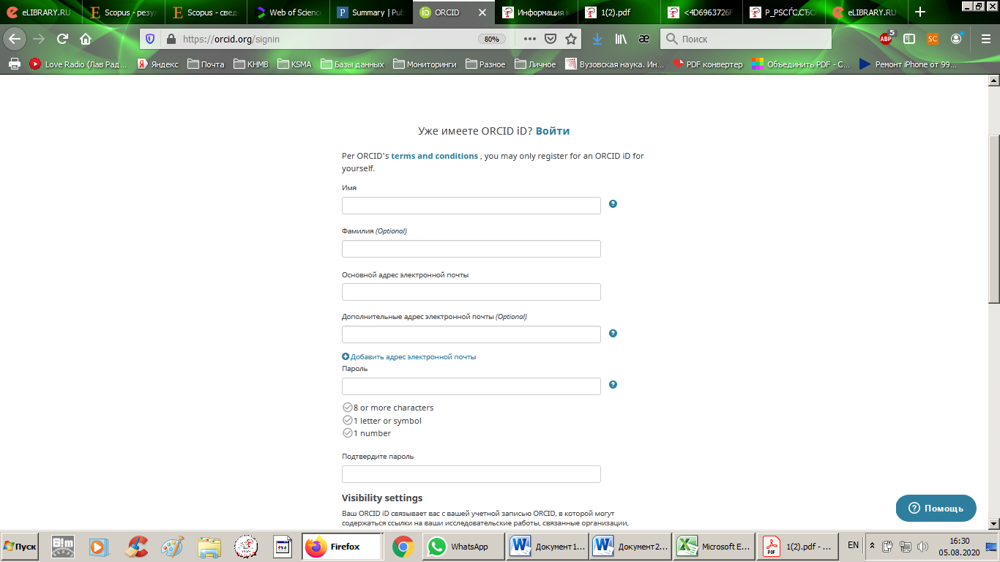 eLIBRARY.RU
Scopus - резу
Scopus - сведе
Web of Science
Summary | Pub
ORCID
Информация к
1(2).pdf
<4D6963726F
eLIBRARY.RU
https://orcid.org/signin
80%
Поиск
ABP
5
SC
Love Radio (Лав Рад...
Яндекс
Почта
КНМВ
KSMA
Базы данных
Мониторинги
Разное
Личное
Вузовская наука. Ин...
PDF конвертер
Объединить PDF - С...
Ремонт iPhone от 99...
Уже имеете ORCID iD? Войти
Per ORCID's terms and conditions , you may only register for an ORCID iD for
yourself.
Имя
Фамилия (Optional)
Основной адрес электронной почты
Дополнительные адрес электронной почты (Optional)
Добавить адрес электронной почты
Пароль
8 or more characters
1 letter or symbol
1 number
Подтвердите пароль
Visibility settings
Ваш ORCID iD связывает вас с вашей учетной записью ORCID, в которой могут
содержаться ссылки на ваши исследовательские работы, связанные организации,
Помощь
Пуск
Firefox
WhatsApp
Документ1...
Документ2...
Microsoft E...
1(2).pdf - ...
EN
16:30
05.08.2020